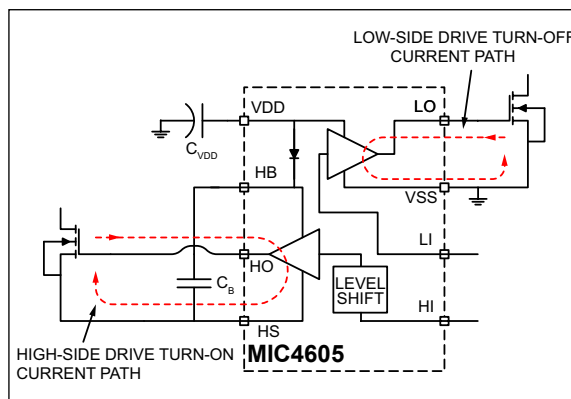 LOW-SIDE DRIVE TURN-OFF
CURRENT PATH
VDD
LO
CVDD
HB
VSS
HO
LI
CB
LEVEL
SHIFT
HI
HS
MIC4605
HIGH-SIDE DRIVE TURN-ON
CURRENT PATH